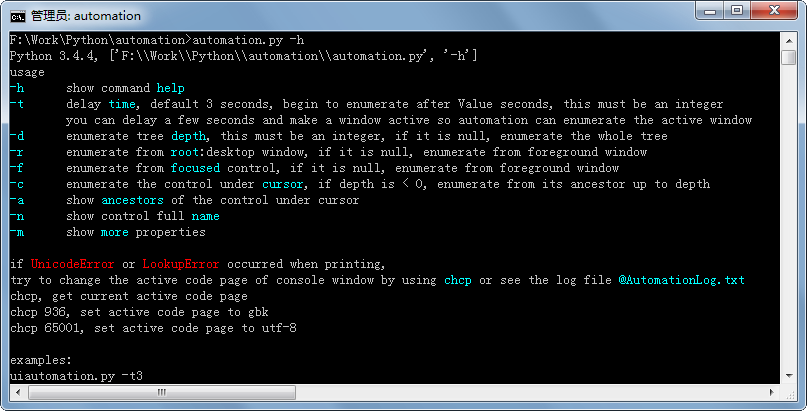 管理员: automation
F:\Work\Python\automation>automation.py -h
Python 3.4.4, ['F:\\Work\\Python\\automation\\automation.py', '-h']
usage
-h      show command help
-t      delay time, default 3 seconds, begin to enumerate after Value seconds, this must be an integer
        you can delay a few seconds and make a window active so automation can enumerate the active window
-d      enumerate tree depth, this must be an integer, if it is null, enumerate the whole tree
-r      enumerate from root:desktop window, if it is null, enumerate from foreground window
-f      enumerate from focused control, if it is null, enumerate from foreground window
-c      enumerate the control under cursor, if depth is < 0, enumerate from its ancestor up to depth
-a      show ancestors of the control under cursor
-n      show control full name
-m      show more properties
if UnicodeError or LookupError occurred when printing,
try to change the active code page of console window by using chcp or see the log file @AutomationLog.txt
chcp, get current active code page
chcp 936, set active code page to gbk
chcp 65001, set active code page to utf-8
examples:
uiautomation.py -t3